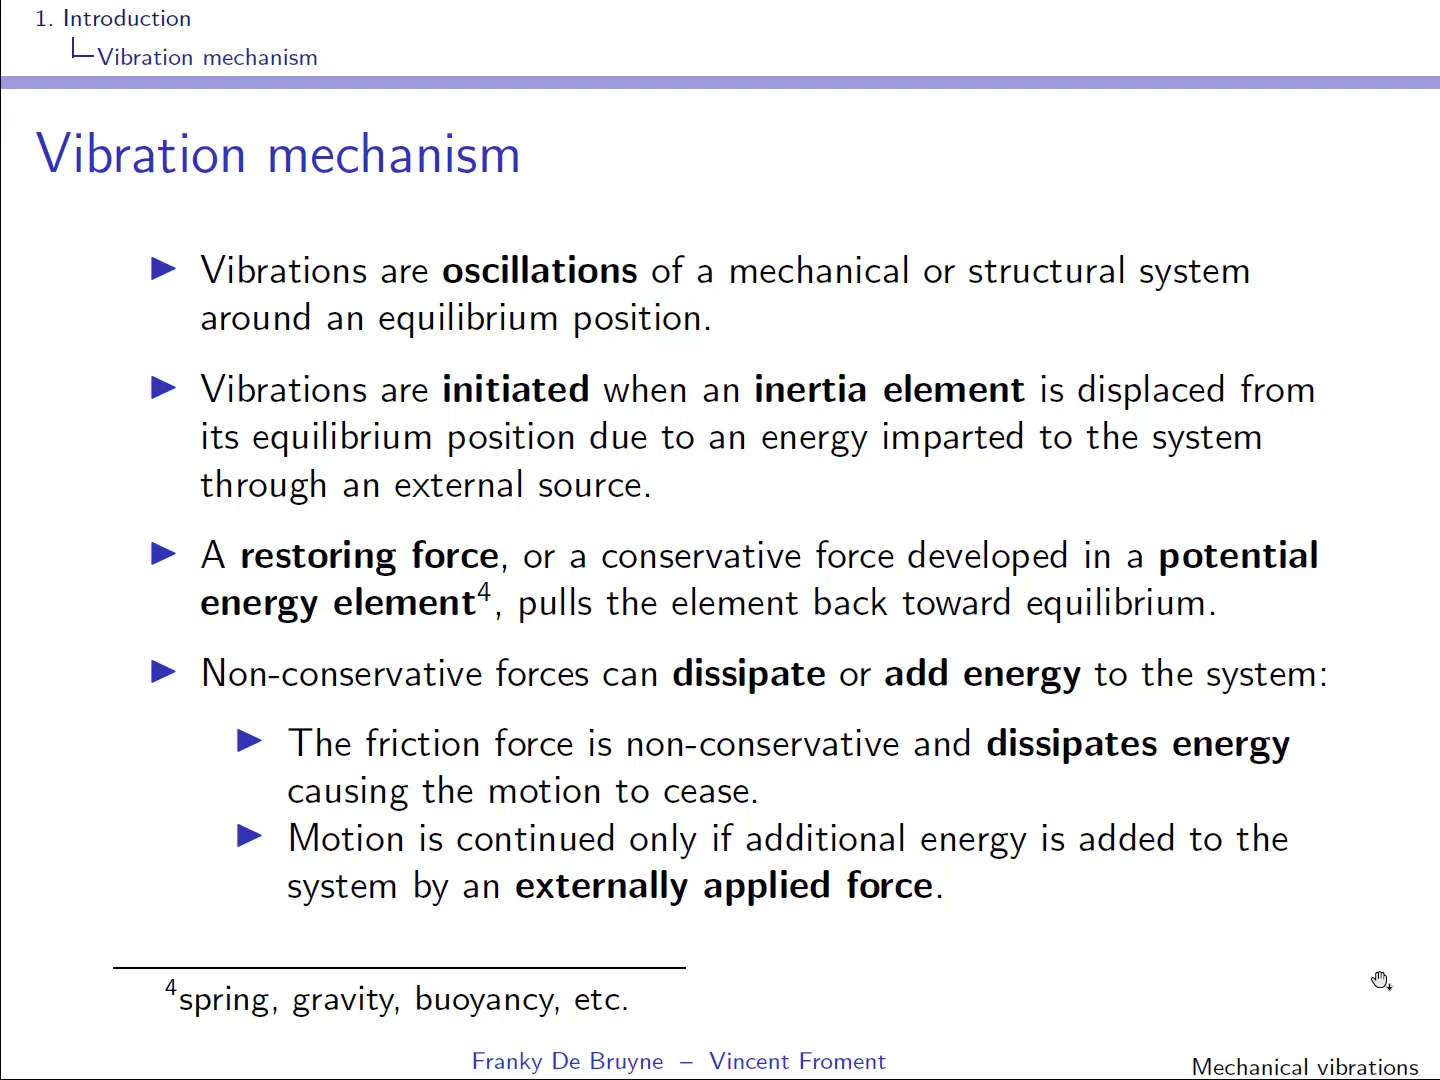 1. Introduction
Vibration mechanism
Vibration mechanism
Vibrations are oscillations of a mechanical or structural system
around an equilibrium position.
Vibrations are initiated when an inertia element is displaced from
its equilibrium position due to an energy imparted to the system
through an external source.
A restoring force, or a conservative force developed in a potential
energy element4, pulls the element back toward equilibrium.
Non-conservative forces can dissipate or add energy to the system:
The friction force is non-conservative and dissipates energy
causing the motion to cease.
Motion is continued only if additional energy is added to the
system by an externally applied force.
4spring, gravity, buoyancy, etc.
Franky De Bruyne – Vincent Froment
Mechanical vibrations